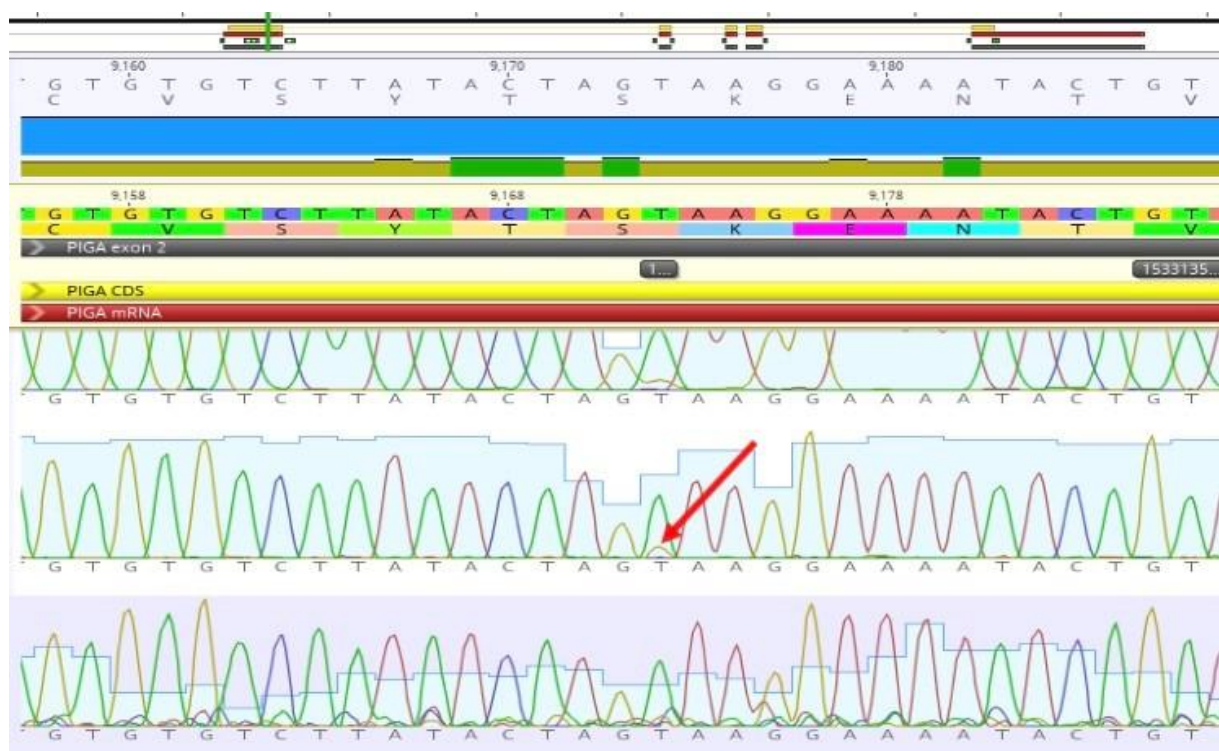 9,160 9,170 9,180
G T G T G T C T T A T A C T A G T A A G G A A A A T A C T G T
C V S Y T S K E N T V
9,158 9,168 9,178
G T G T G T C T T A T A C T A G T A A G G A A A A T A C T G T
C V S Y T S K E N T V
PIGA exon 2
1... 1533135...
PIGA CDS
PIGA mRNA
G T G T G T C T T A T A C T A G T A A G G A A A A T A C T G T
G T G T G T C T T A T A C T A G T A A G G A A A A T A C T G T
G T G T G T C T T A T A C T A G T A A G G A A A A T A C T G T